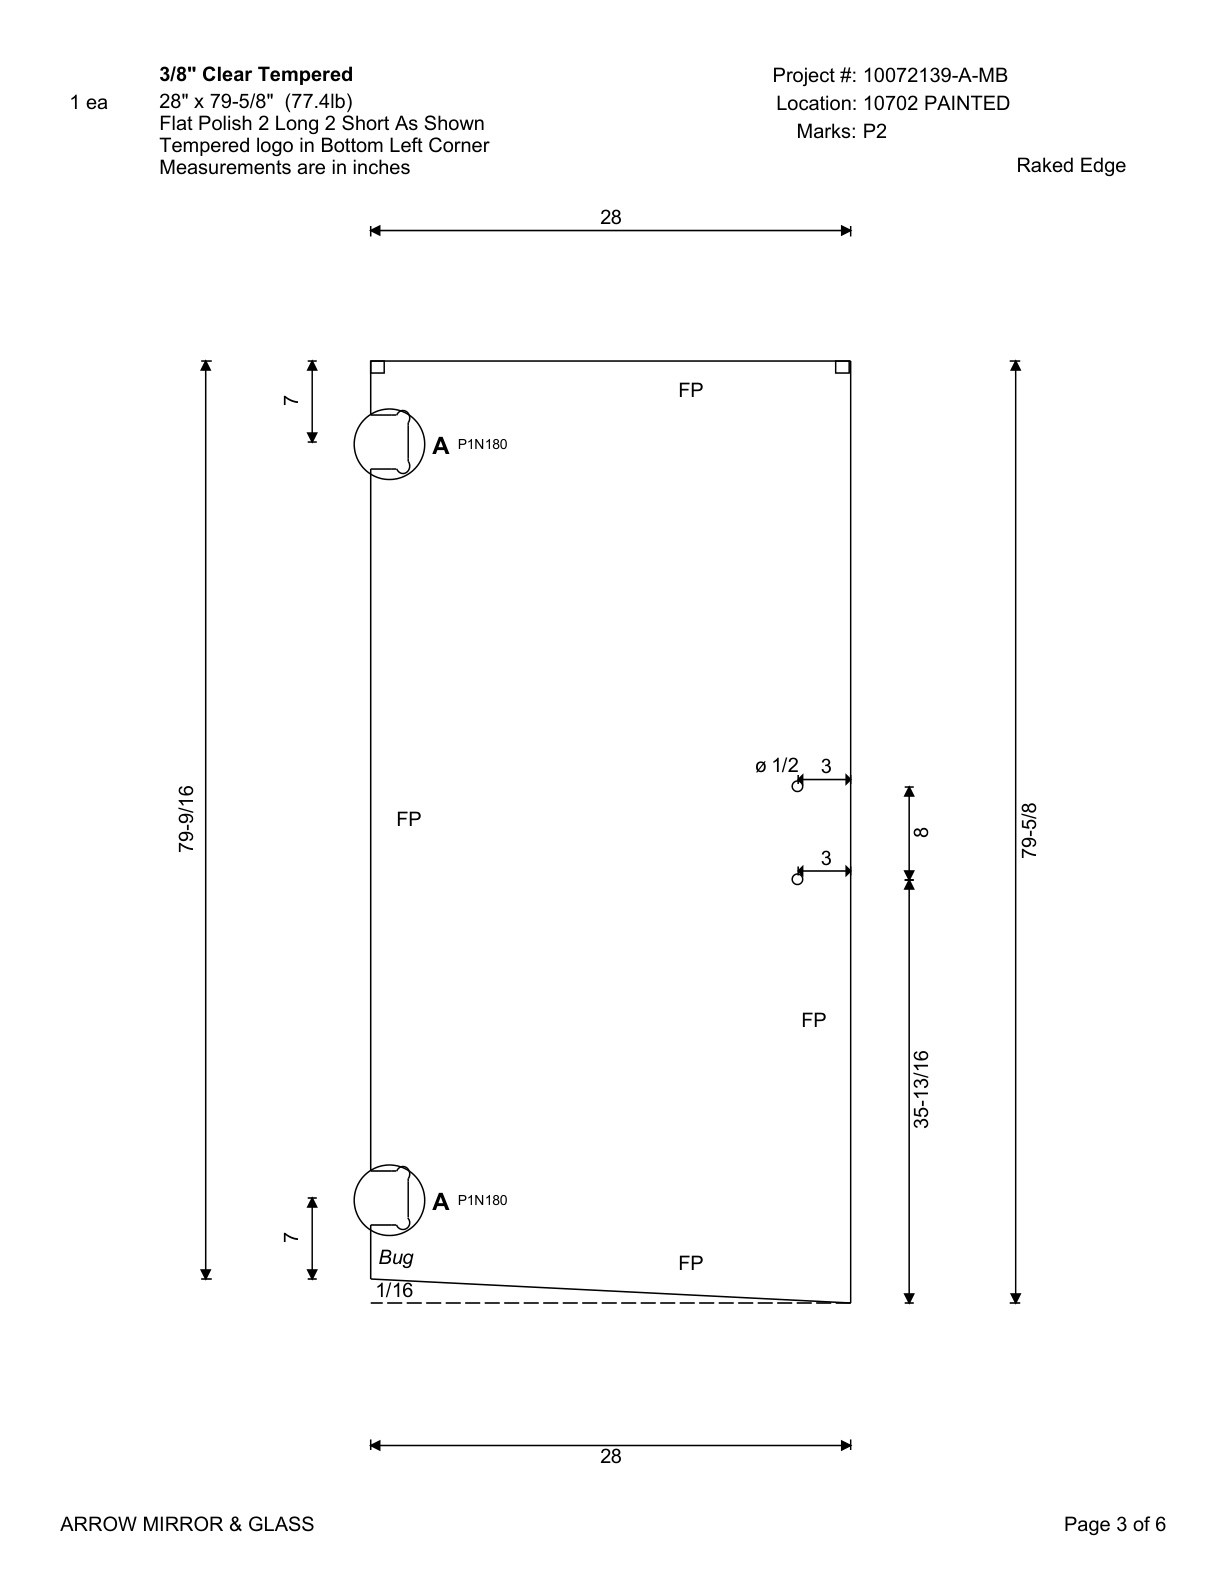 3/8" Clear Tempered
1 ea
28" x 79-5/8"  (77.4lb)
Flat Polish 2 Long 2 Short As Shown
Tempered logo in Bottom Left Corner
Measurements are in inches
Project #: 10072139-A-MB
Location: 10702 PAINTED
Marks: P2
Raked Edge
28
7
FP
A P1N180
ø 1/2
3
79-9/16
FP
8
79-5/8
3
FP
35-13/16
A P1N180
7
Bug
FP
1/16
28
ARROW MIRROR & GLASS
Page 3 of 6